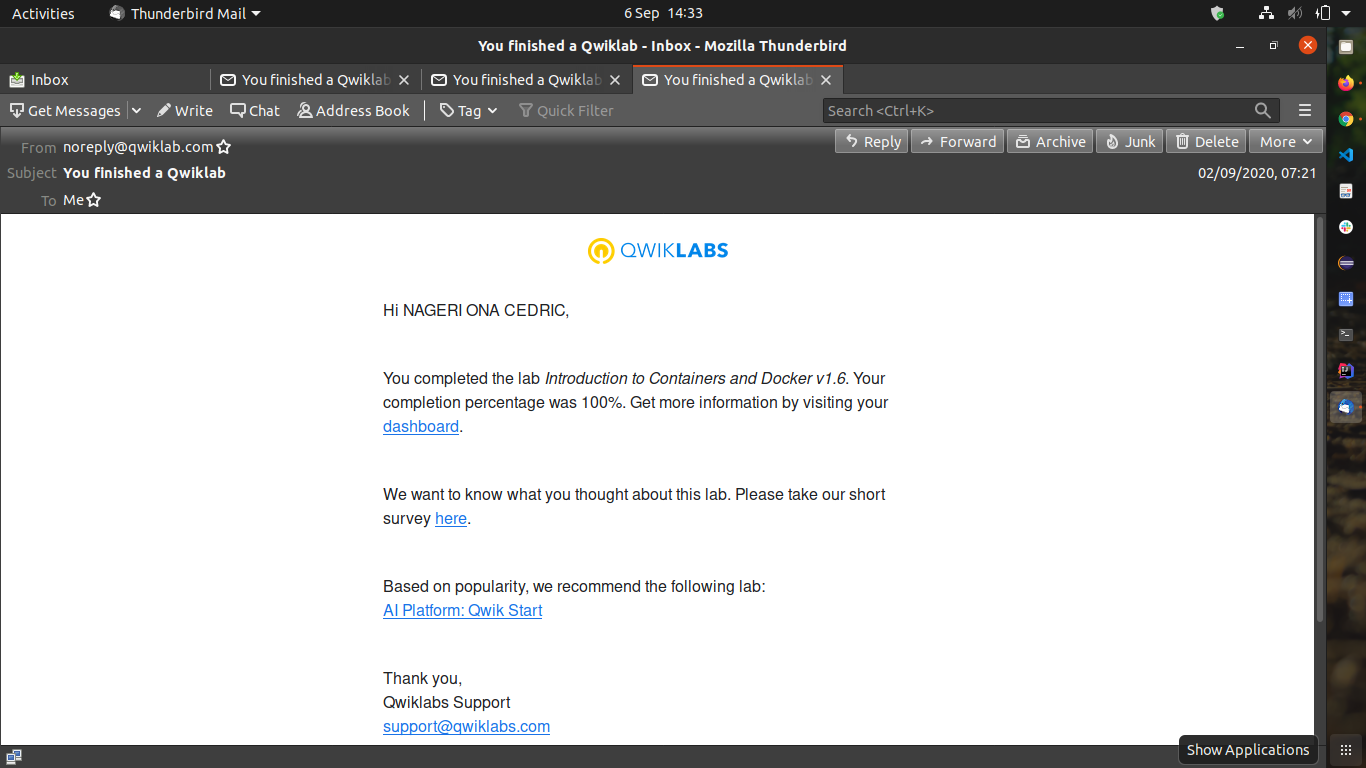 Activities
Thunderbird Mail
6 Sep 14:33
You finished a Qwiklab - Inbox - Mozilla Thunderbird
Inbox
You finished a Qwiklab
You finished a Qwiklab
You finished a Qwiklab
Get Messages
Write
Chat
Address Book
Tag
Quick Filter
Search <Ctrl+K>
From noreply@qwiklab.com
Reply
Forward
Archive
Junk
Delete
More
Subject You finished a Qwiklab
02/09/2020, 07:21
To Me
QWIKLABS
Hi NAGERI ONA CEDRIC,
You completed the lab Introduction to Containers and Docker v1.6. Your
completion percentage was 100%. Get more information by visiting your
dashboard.
We want to know what you thought about this lab. Please take our short
survey here.
Based on popularity, we recommend the following lab:
AI Platform: Qwik Start
Thank you,
Qwiklabs Support
support@qwiklabs.com
Show Applications